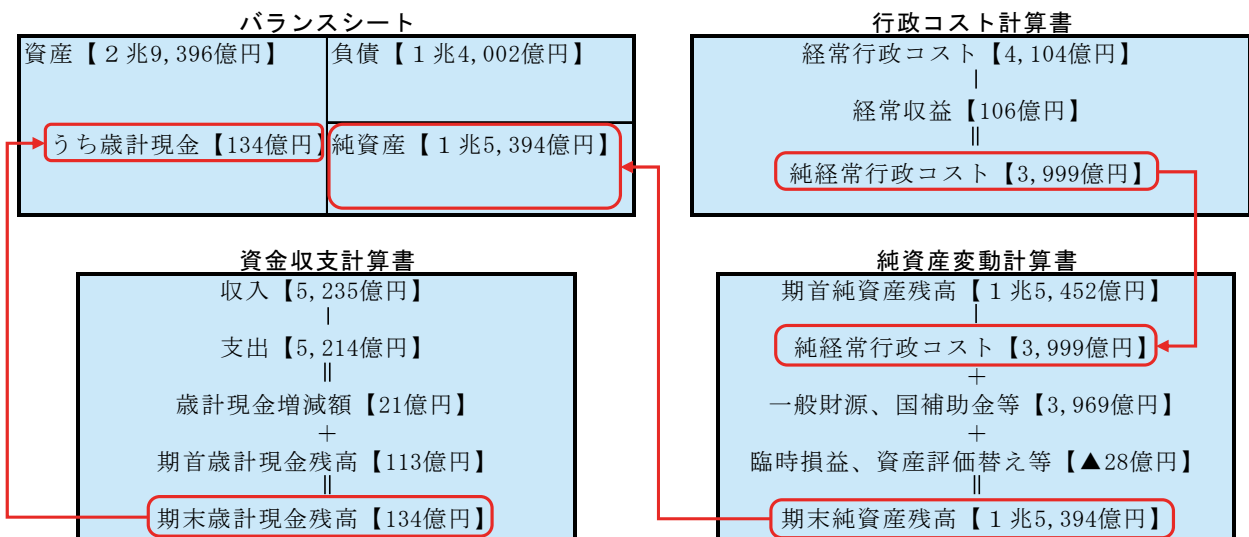 バランスシート
資産【２兆9,396億円】
負債【１兆4,002億円】
うち歳計現金【134億円】
純資産【１兆5,394億円】
行政コスト計算書
経常行政コスト【4,104億円】
｜
経常収益【106億円】
||
純経常行政コスト【3,999億円】
資金収支計算書
収入【5,235億円】
｜
支出【5,214億円】
||
歳計現金増減額【21億円】
＋
期首歳計現金残高【113億円】
||
期末歳計現金残高【134億円】
純資産変動計算書
期首純資産残高【１兆5,452億円】
｜
純経常行政コスト【3,999億円】
＋
一般財源、国補助金等【3,969億円】
＋
臨時損益、資産評価替え等【▲28億円】
||
期末純資産残高【１兆5,394億円】